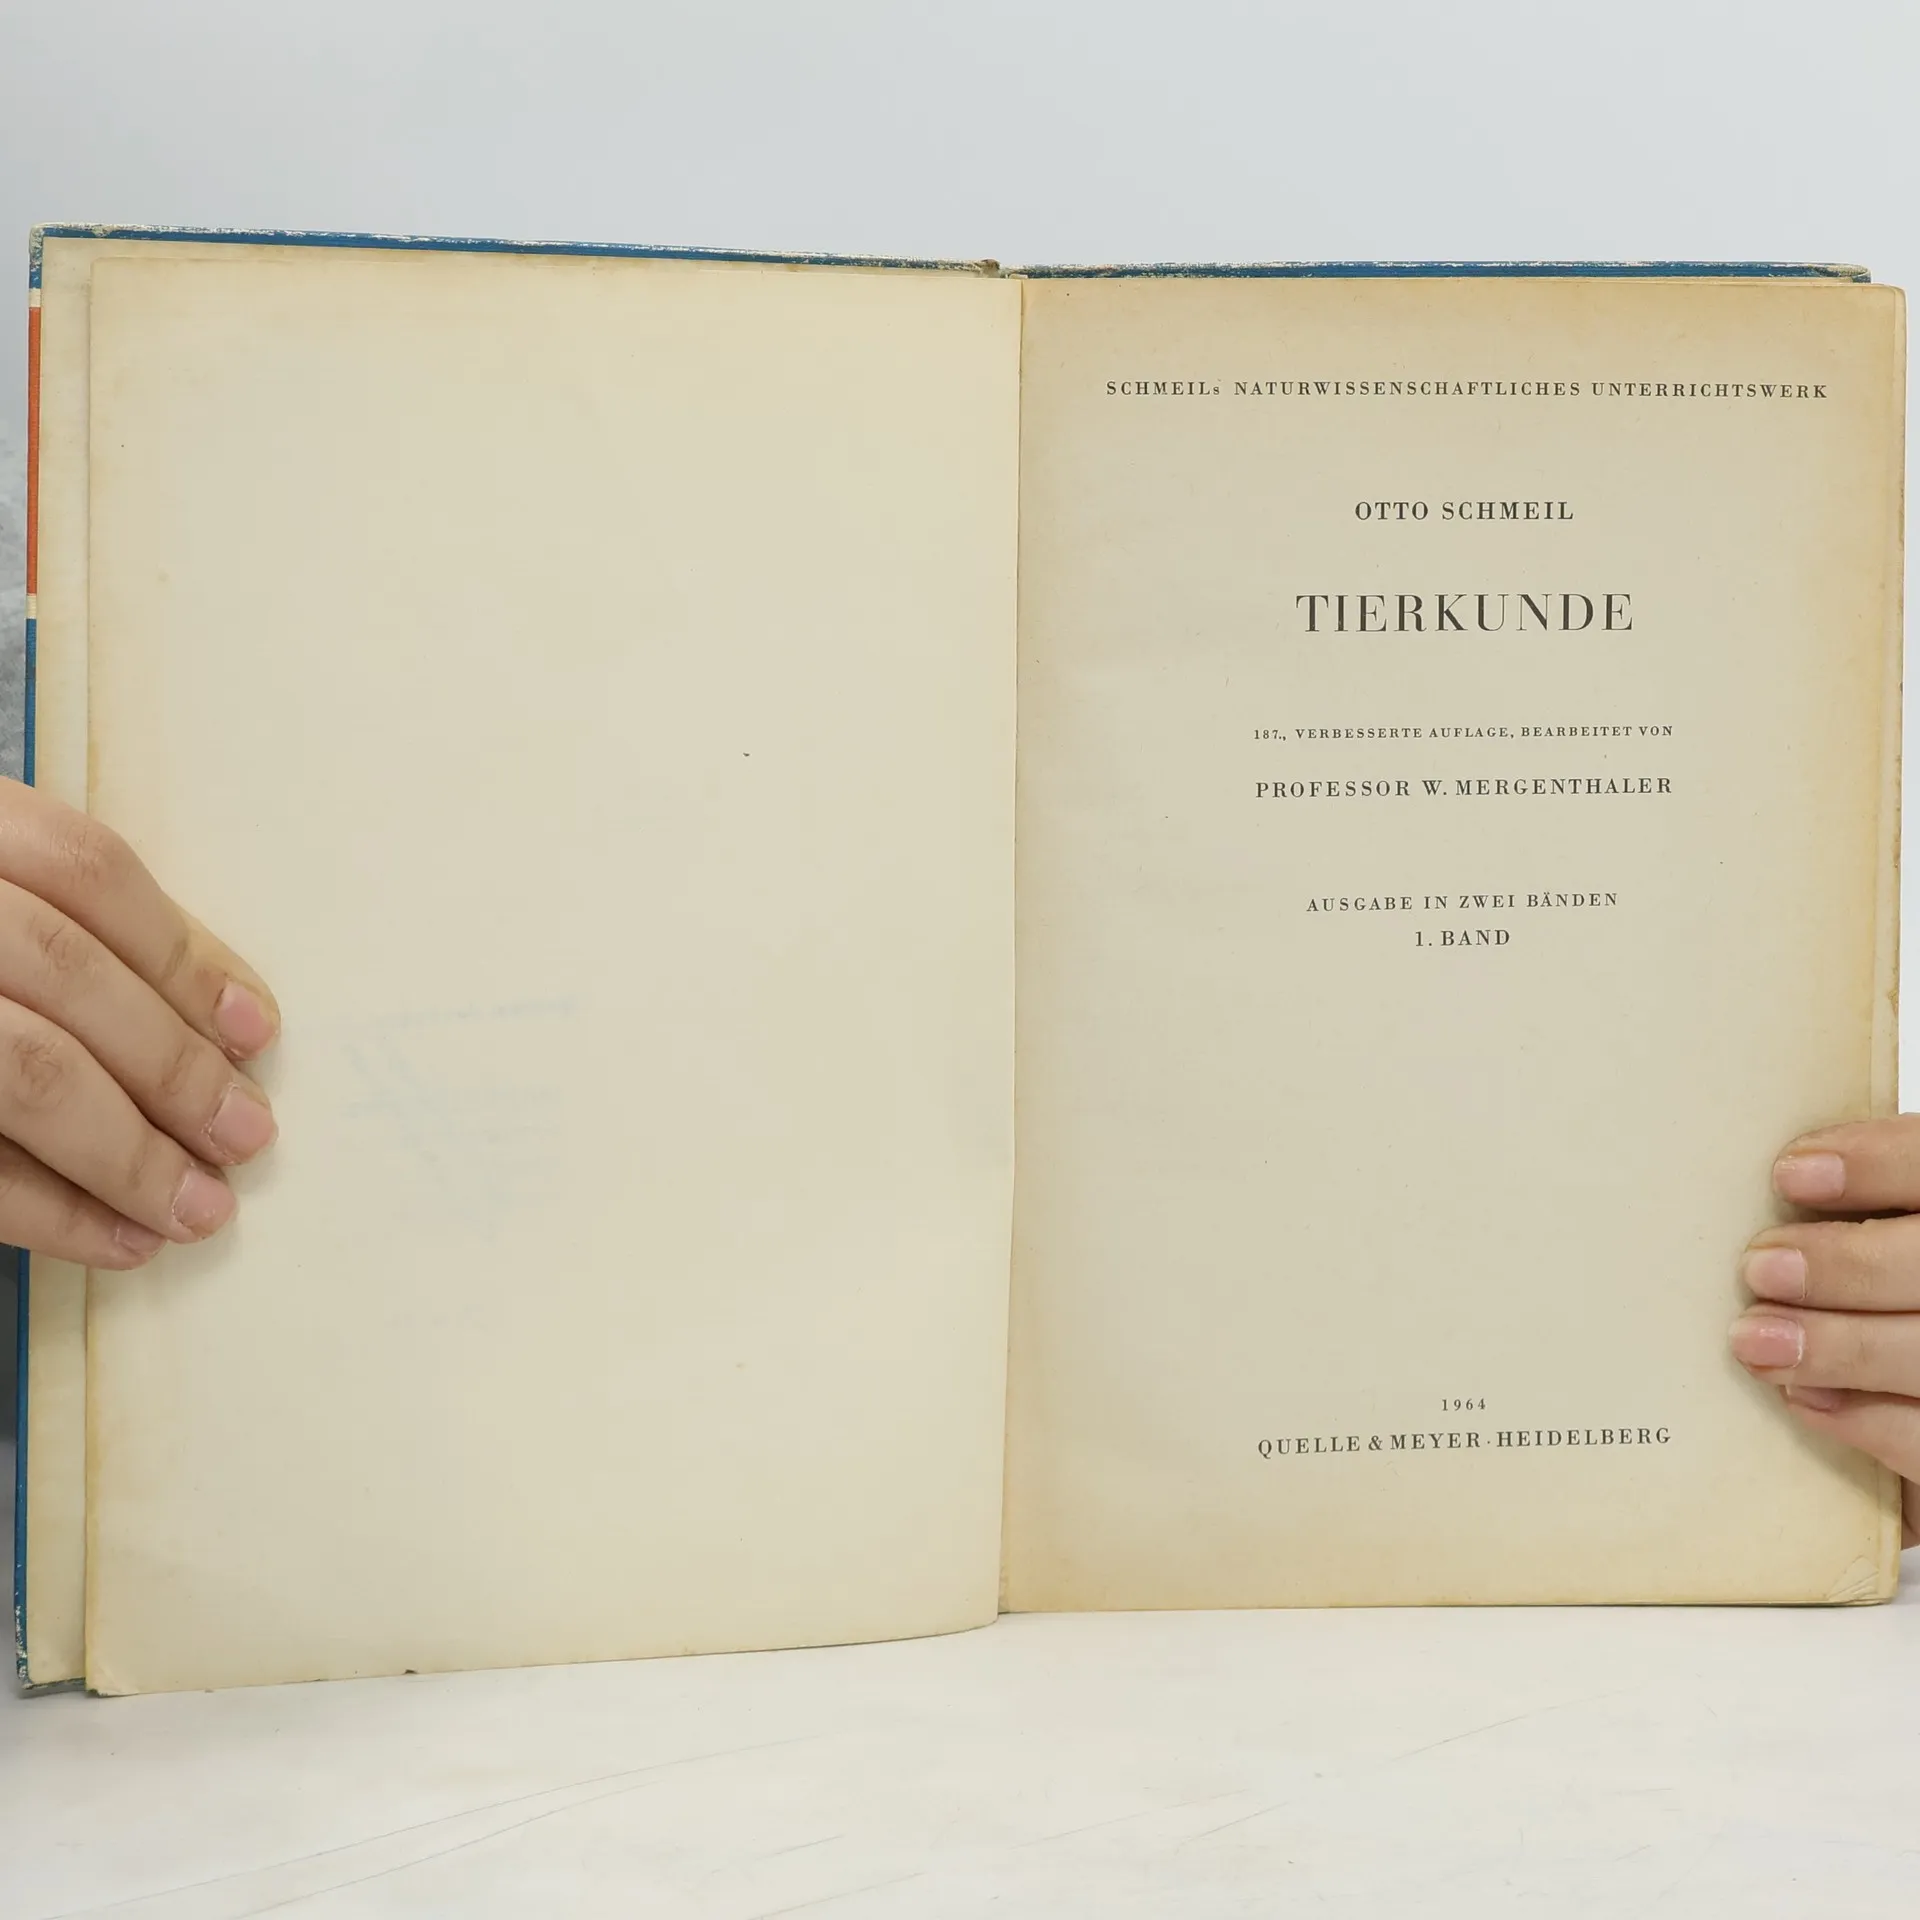 SCHMEILs NATURWISSENSCHAFTLICHES UNTERRICHTSWERK
OTTO SCHMEIL
TIERKUNDE
187., VERBESSERTE AUFLAGE, BEARBEITET VON
PROFESSOR W. MERGENTHALER
AUSGABE IN ZWEI BÄNDEN
1. BAND
1964
QUELLE & MEYER · HEIDELBERG